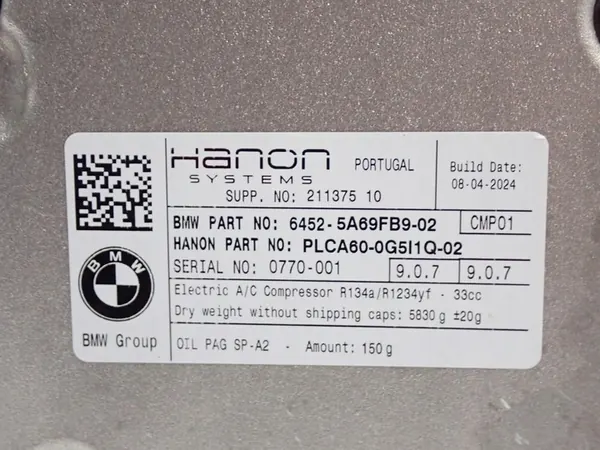 Hanon
SYSTEMS
PORTUGAL
Build Date:
08-04-2024
SUPP. NO: 211375 10
BMW PART NO: 6452-5A69FB9-02
CMP01
HANON PART NO: PLCA60-0G5I1Q-02
SERIAL NO: 0770-001
9.0.7
9.0.7
Electric A/C Compressor R134a/R1234yf - 33cc
Dry weight without shipping caps: 5830 g ±20g
BMW
BMW Group
OIL PAG SP-A2 - Amount: 150 g